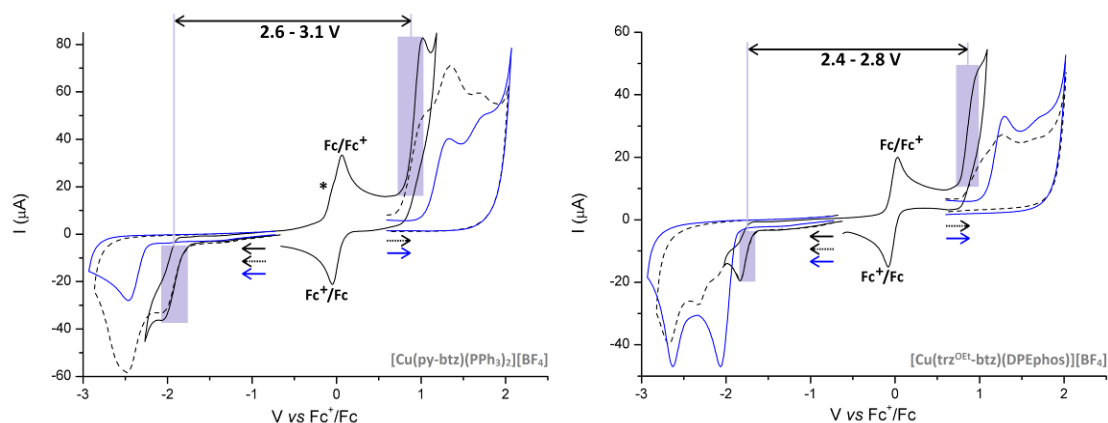 2.6 - 3.1 V
80
60
40
20
0
-20
-40
-60
I (μA)
Fc/Fc⁺
*
Fc⁺/Fc
[Cu(py-btz)(PPh₃)₂][BF₄]
-3 -2 -1 0 1 2
V vs Fc⁺/Fc
2.4 - 2.8 V
60
40
20
0
-20
-40
I (μA)
Fc/Fc⁺
Fc⁺/Fc
[Cu(trz^OEt-btz)(DPEphos)][BF₄]
-3 -2 -1 0 1 2
V vs Fc⁺/Fc